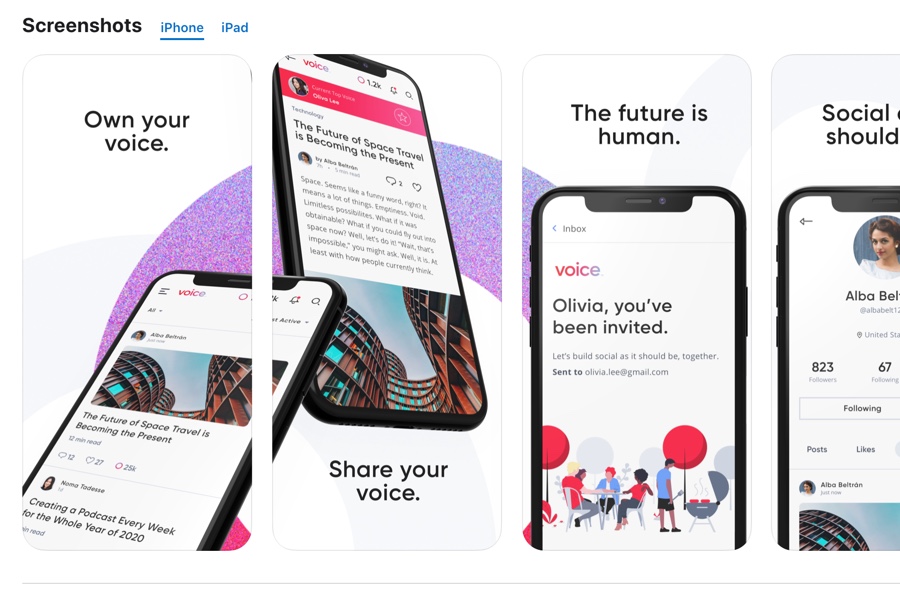 Screenshots
iPhone
iPad
Own your
voice.
voice
All
Alba Beltrán
just now
The Future of Space Travel is
Becoming the Present
12 min read
12
27
25k
Noma Tadesse
1d
Creating a Podcast Every Week
for the Whole Year of 2020
min read
voice
1.2k
Current Top Voice
Olivia Lee
Technology
The Future of Space Travel
is Becoming the Present
by Alba Beltrán
2h • 5 min read
2
Space. Seems like a funny word, right? It
means a lot of things. Emptiness. Void.
Limitless possibilites. What if it was
obtainable? What if you could fly out into
space now? Well, let's do it! "Wait, that's
impossible," you might ask. Well, it is. At
least with how people currently think.
k
st Active
Share your
voice.
The future is
human.
Inbox
voice.
Olivia, you've
been invited.
Let's build social as it should be, together.
Sent to olivia.lee@gmail.com
Social
should
Alba Bel
@albabelt12
United Sta
823
67
Followers
Following
Following
Posts
Likes
Alba Beltrán
just now